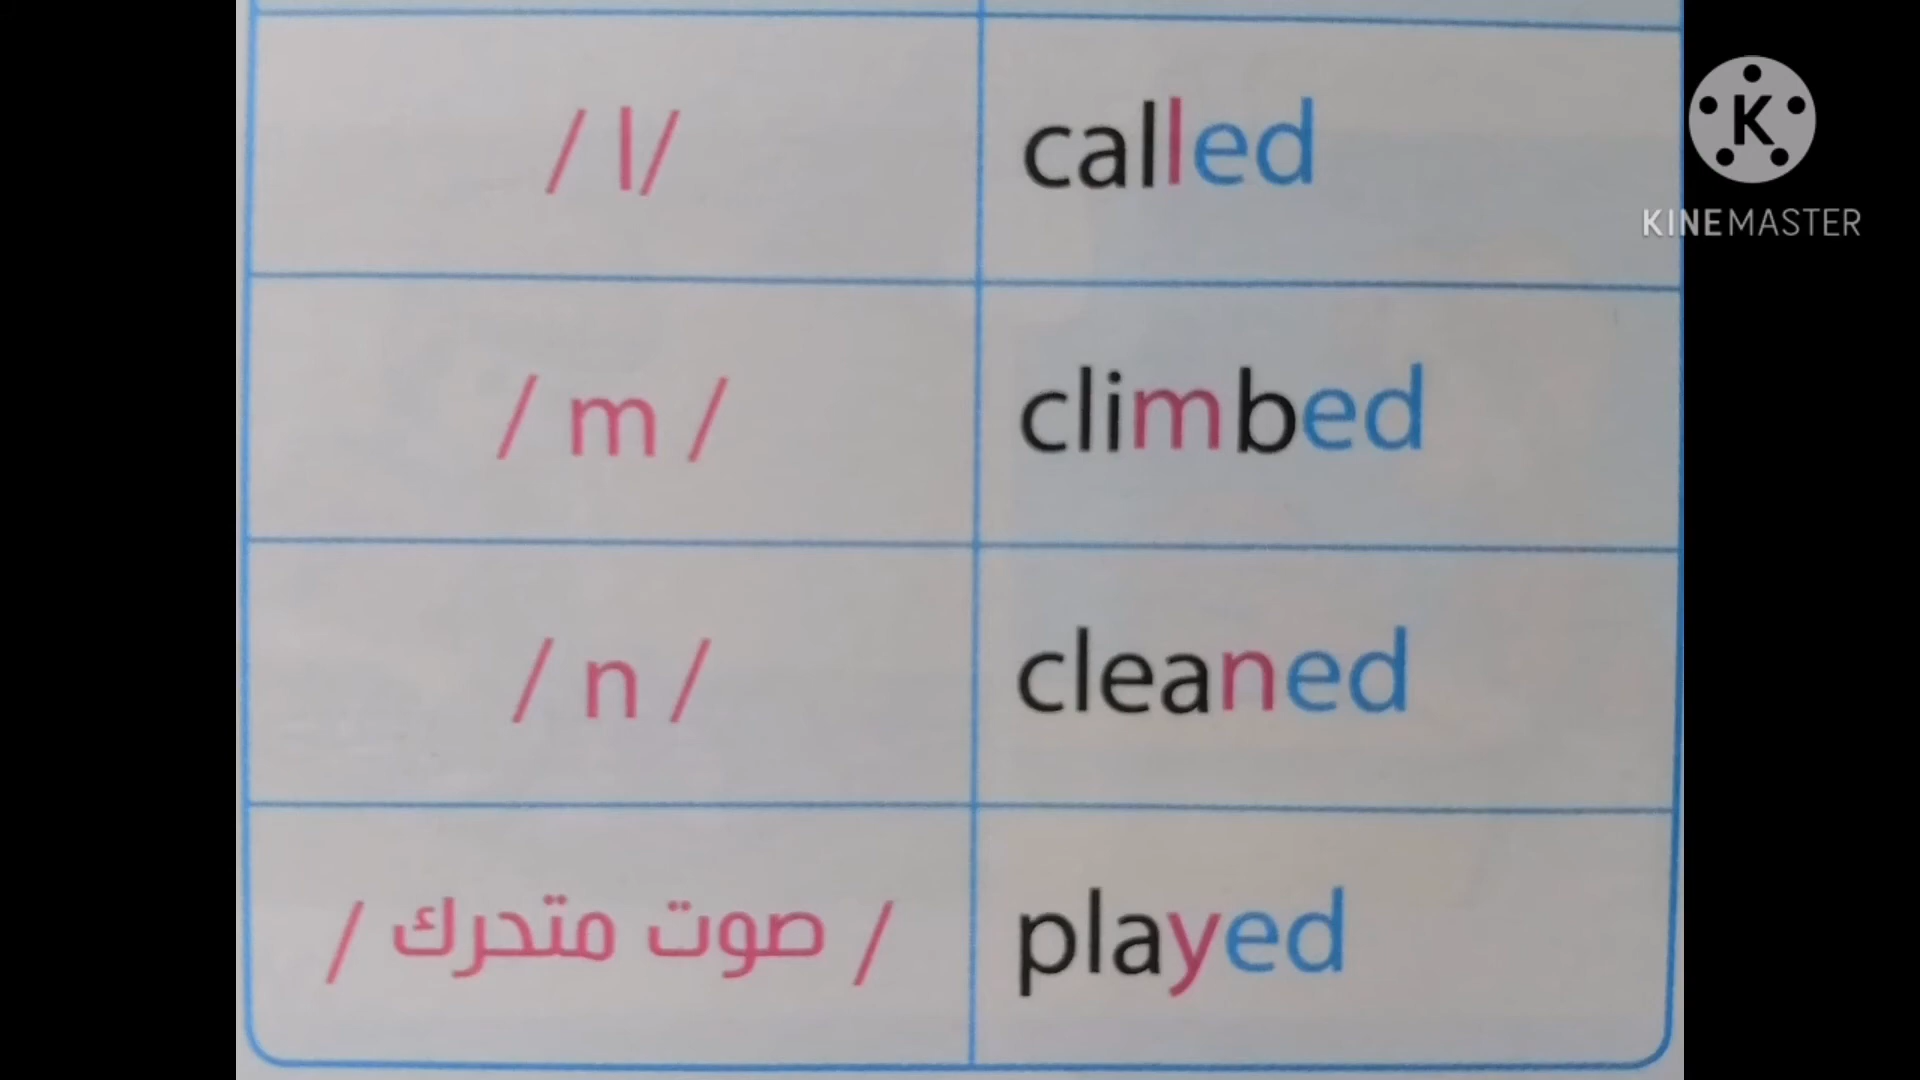 / l/ called
/ m / climbed
/ n / cleaned
/ صوت متحرك / played
K
KINEMASTER